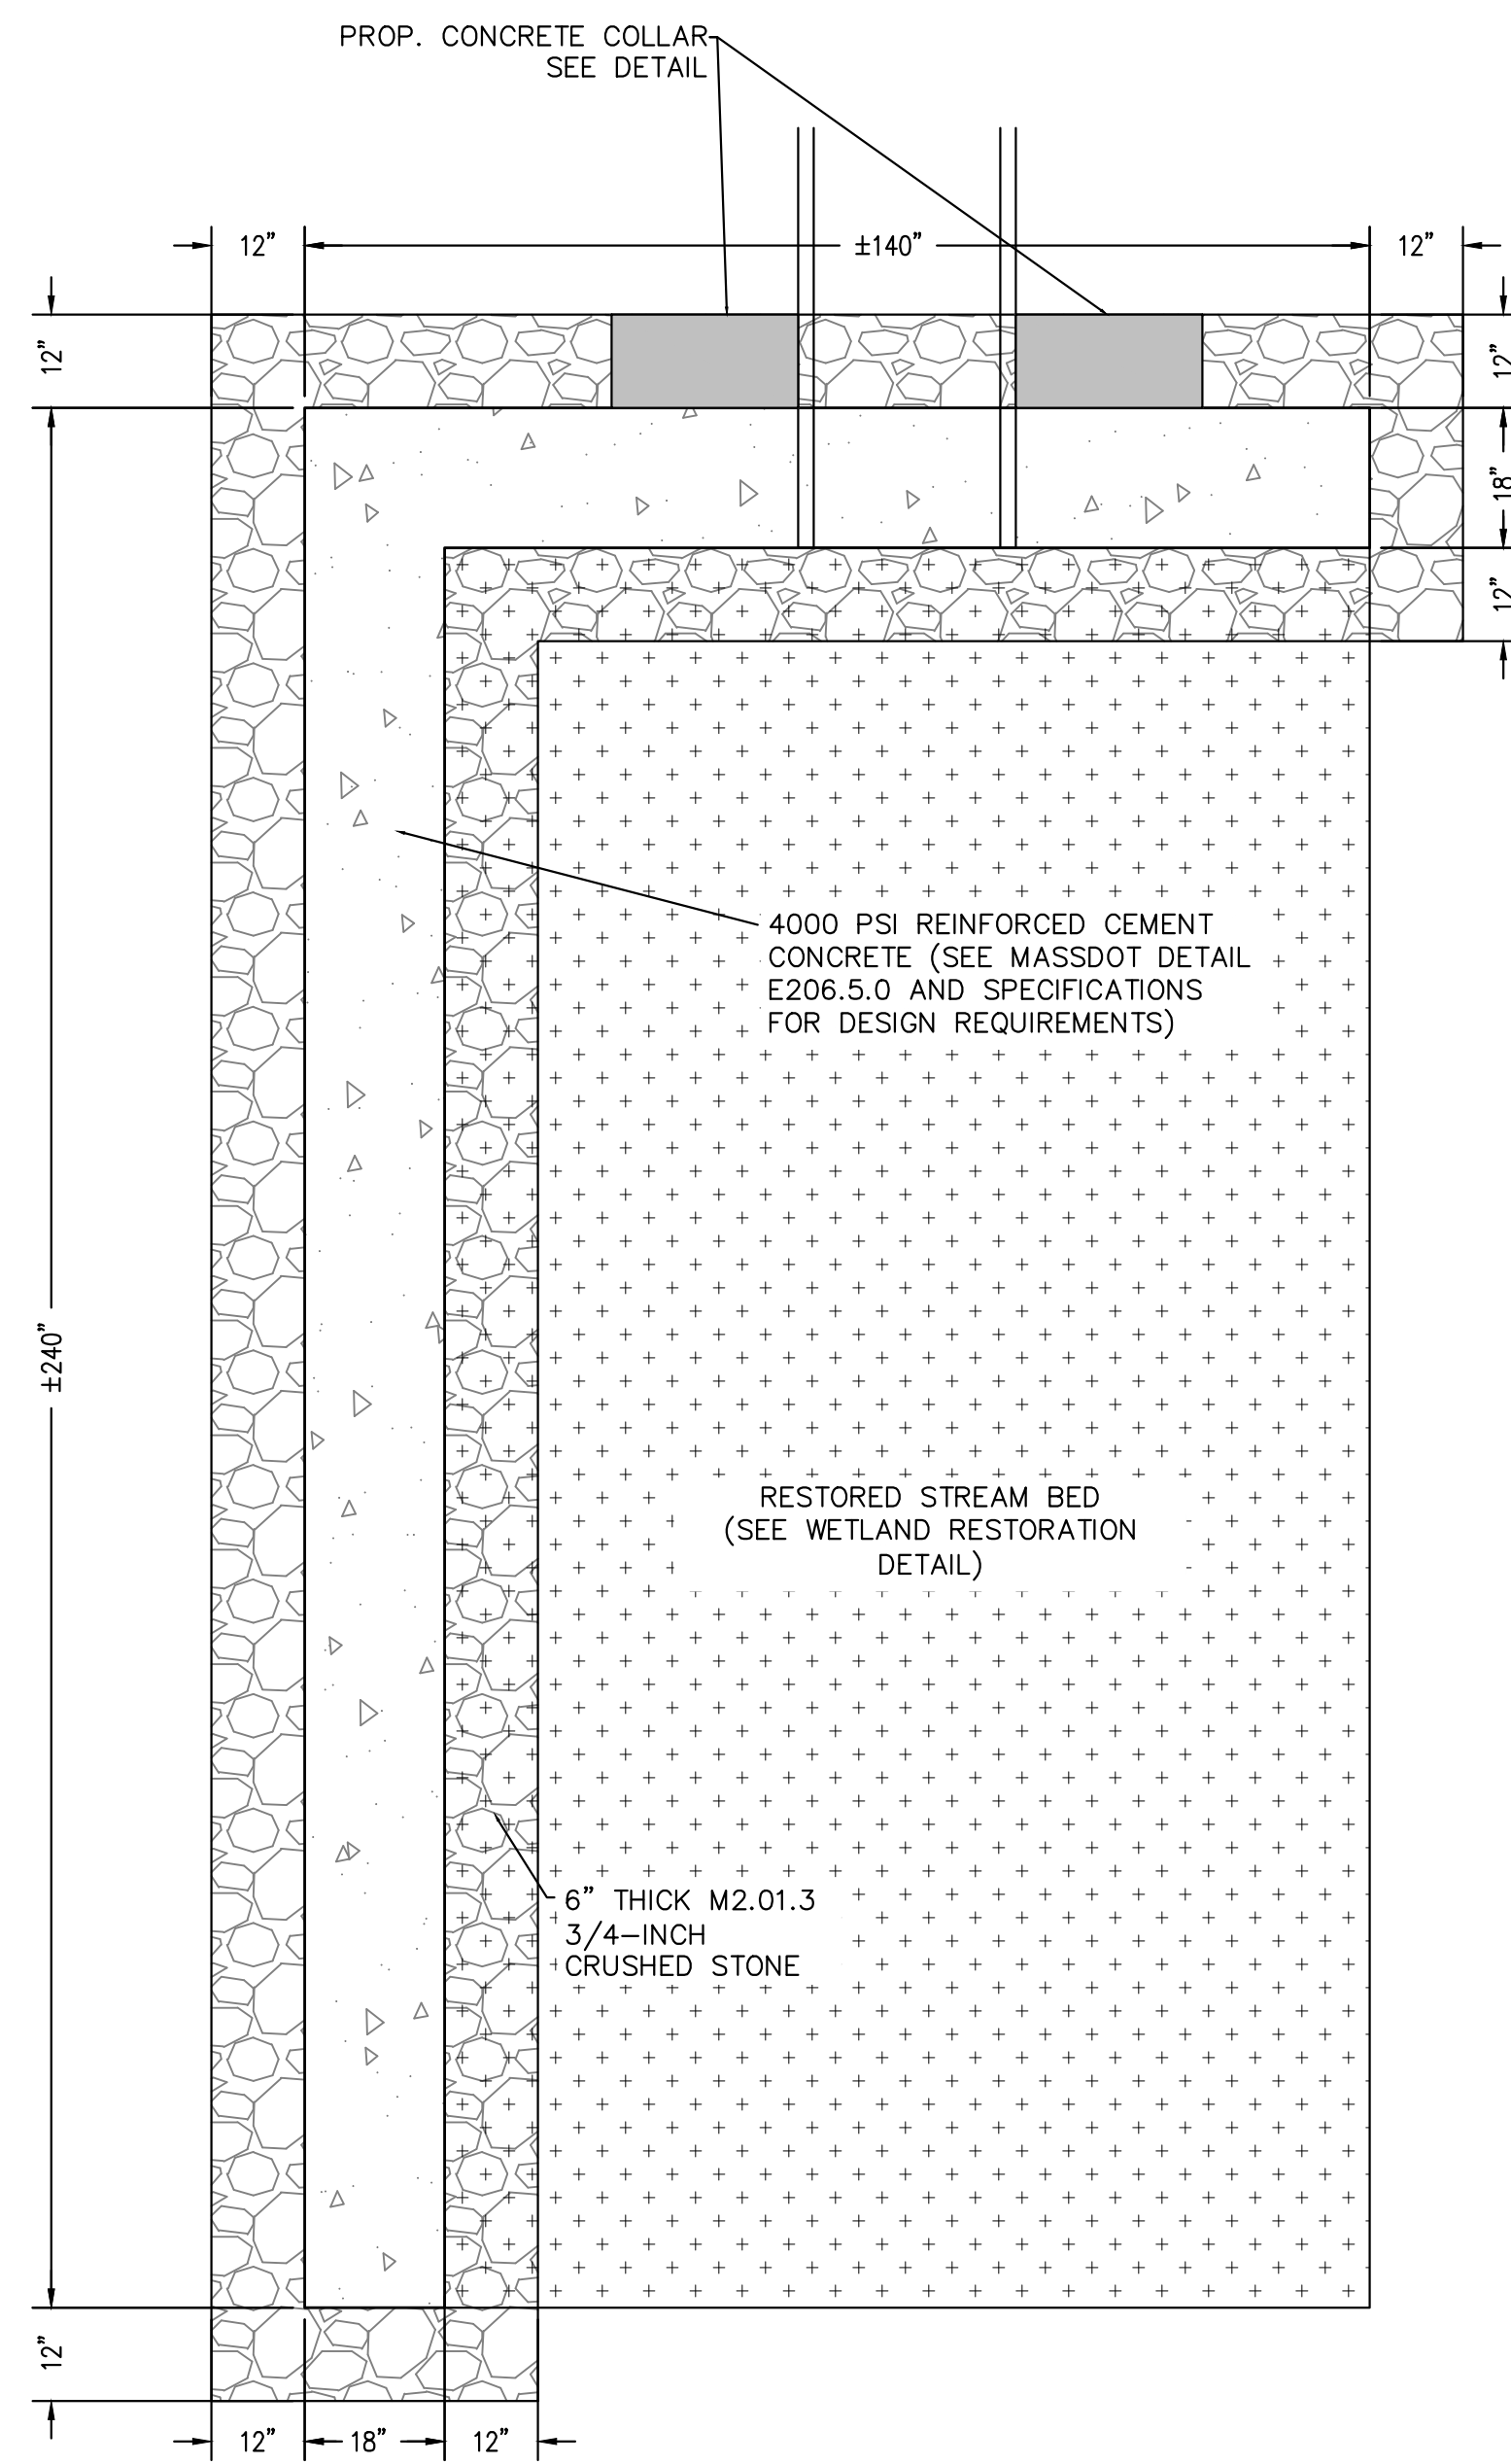 PROP. CONCRETE COLLAR
SEE DETAIL
12"
±140"
12"
12"
12"
18"
12"
4000 PSI REINFORCED CEMENT
CONCRETE (SEE MASSDOT DETAIL
E206.5.0 AND SPECIFICATIONS
FOR DESIGN REQUIREMENTS)
±240"
RESTORED STREAM BED
(SEE WETLAND RESTORATION
DETAIL)
6" THICK M2.01.3
3/4-INCH
CRUSHED STONE
12"
12"
18"
12"